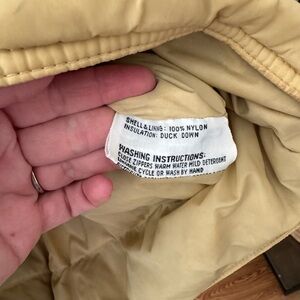 SHELL & LING: 100% NYLON
INSULATION: DUCK DOWN
WASHING INSTRUCTIONS:
CLOSE ZIPPERS WARM WATER MILD DETERGENT
CYCLE OR WASH BY HAND